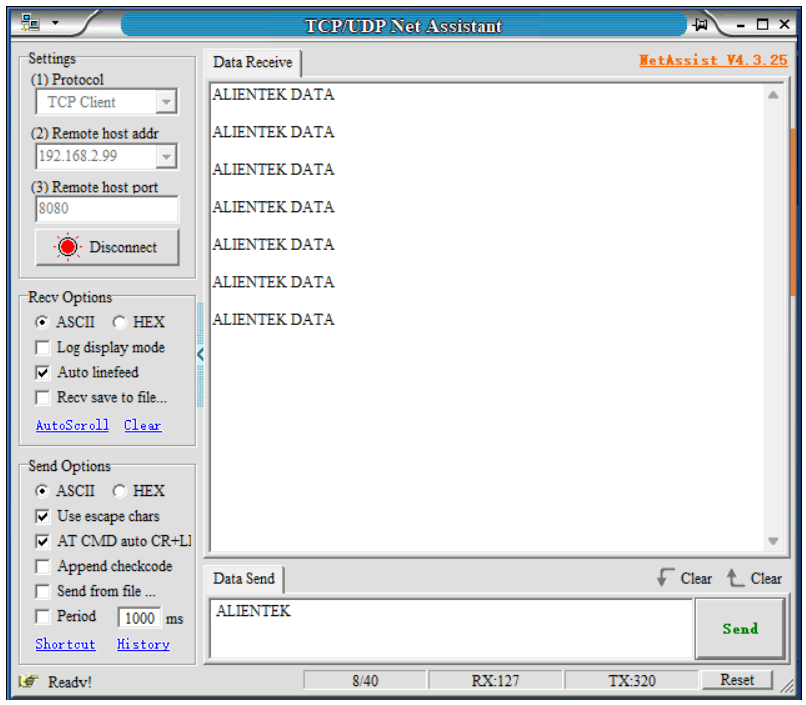 TCP/UDP Net Assistant
Settings
(1) Protocol
TCP Client
(2) Remote host addr
192.168.2.99
(3) Remote host port
8080
Disconnect
Recv Options
ASCII HEX
Log display mode
Auto linefeed
Recv save to file...
AutoScroll Clear
Send Options
ASCII HEX
Use escape chars
AT CMD auto CR+LI
Append checkcode
Send from file ...
Period 1000 ms
Shortcut History
Data Receive
NetAssist V4.3.25
ALIENTEK DATA
ALIENTEK DATA
ALIENTEK DATA
ALIENTEK DATA
ALIENTEK DATA
ALIENTEK DATA
ALIENTEK DATA
Data Send
Clear Clear
ALIENTEK
Send
Ready!
8/40
RX:127
TX:320
Reset